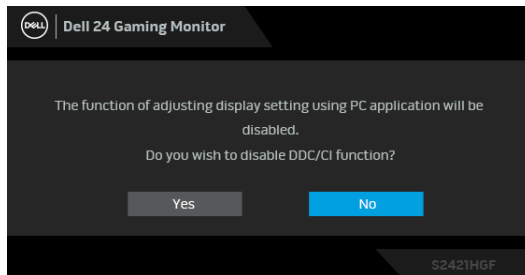 DELL
Dell 24 Gaming Monitor
The function of adjusting display setting using PC application will be
disabled.
Do you wish to disable DDC/CI function?
Yes
No
S2421HGF